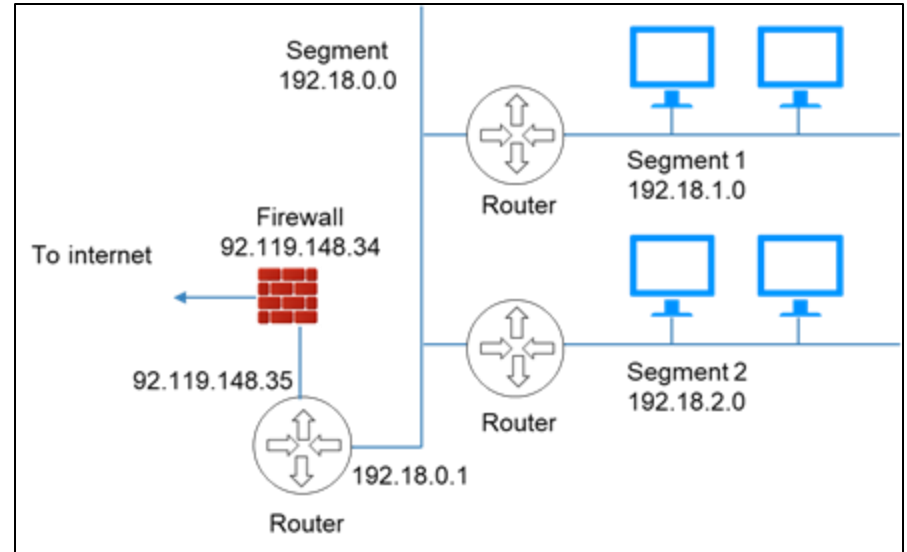 Segment
192.18.0.0
Segment 1
192.18.1.0
Router
Firewall
92.119.148.34
To internet
Segment 2
192.18.2.0
Router
92.119.148.35
192.18.0.1
Router